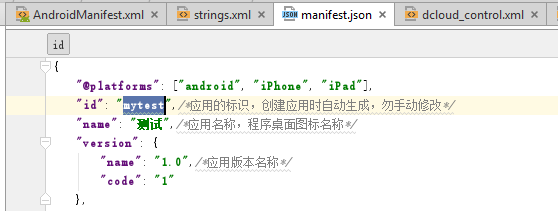 AndroidManifest.xml × strings.xml × manifest.json × dcloud_control.xml ×
id
{
"@platforms": ["android", "iPhone", "iPad"],
"id": "mytest",/*应用的标识，创建应用时自动生成，勿手动修改*/
"name": "测试",/*应用名称，程序桌面图标名称*/
"version": {
"name": "1.0",/*应用版本名称*/
"code": "1"
},